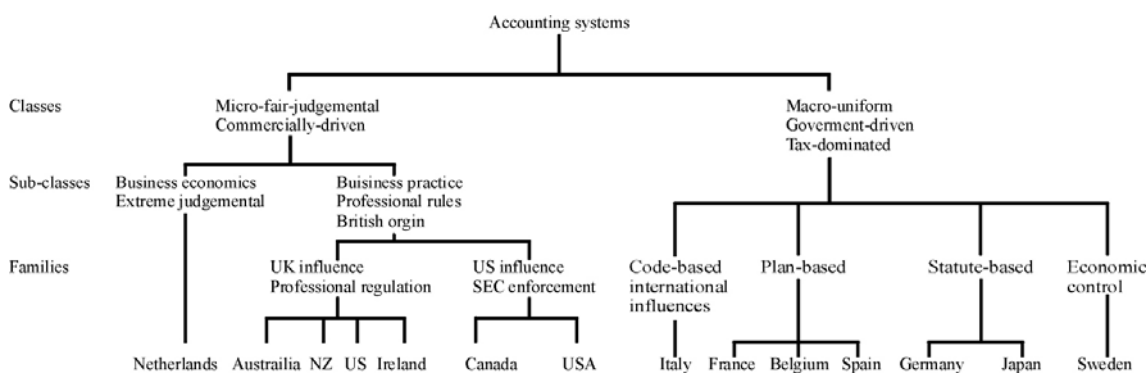 Accounting systems
Classes
Micro-fair-judgemental
Commercially-driven
Macro-uniform
Goverment-driven
Tax-dominated
Sub-classes
Business economics
Extreme judgemental
Buisiness practice
Professional rules
British orgin
Families
UK influence
Professional regulation
US influence
SEC enforcement
Code-based
international
influences
Plan-based
Statute-based
Economic
control
Netherlands
Austrailia
NZ
US
Ireland
Canada
USA
Italy
France
Belgium
Spain
Germany
Japan
Sweden